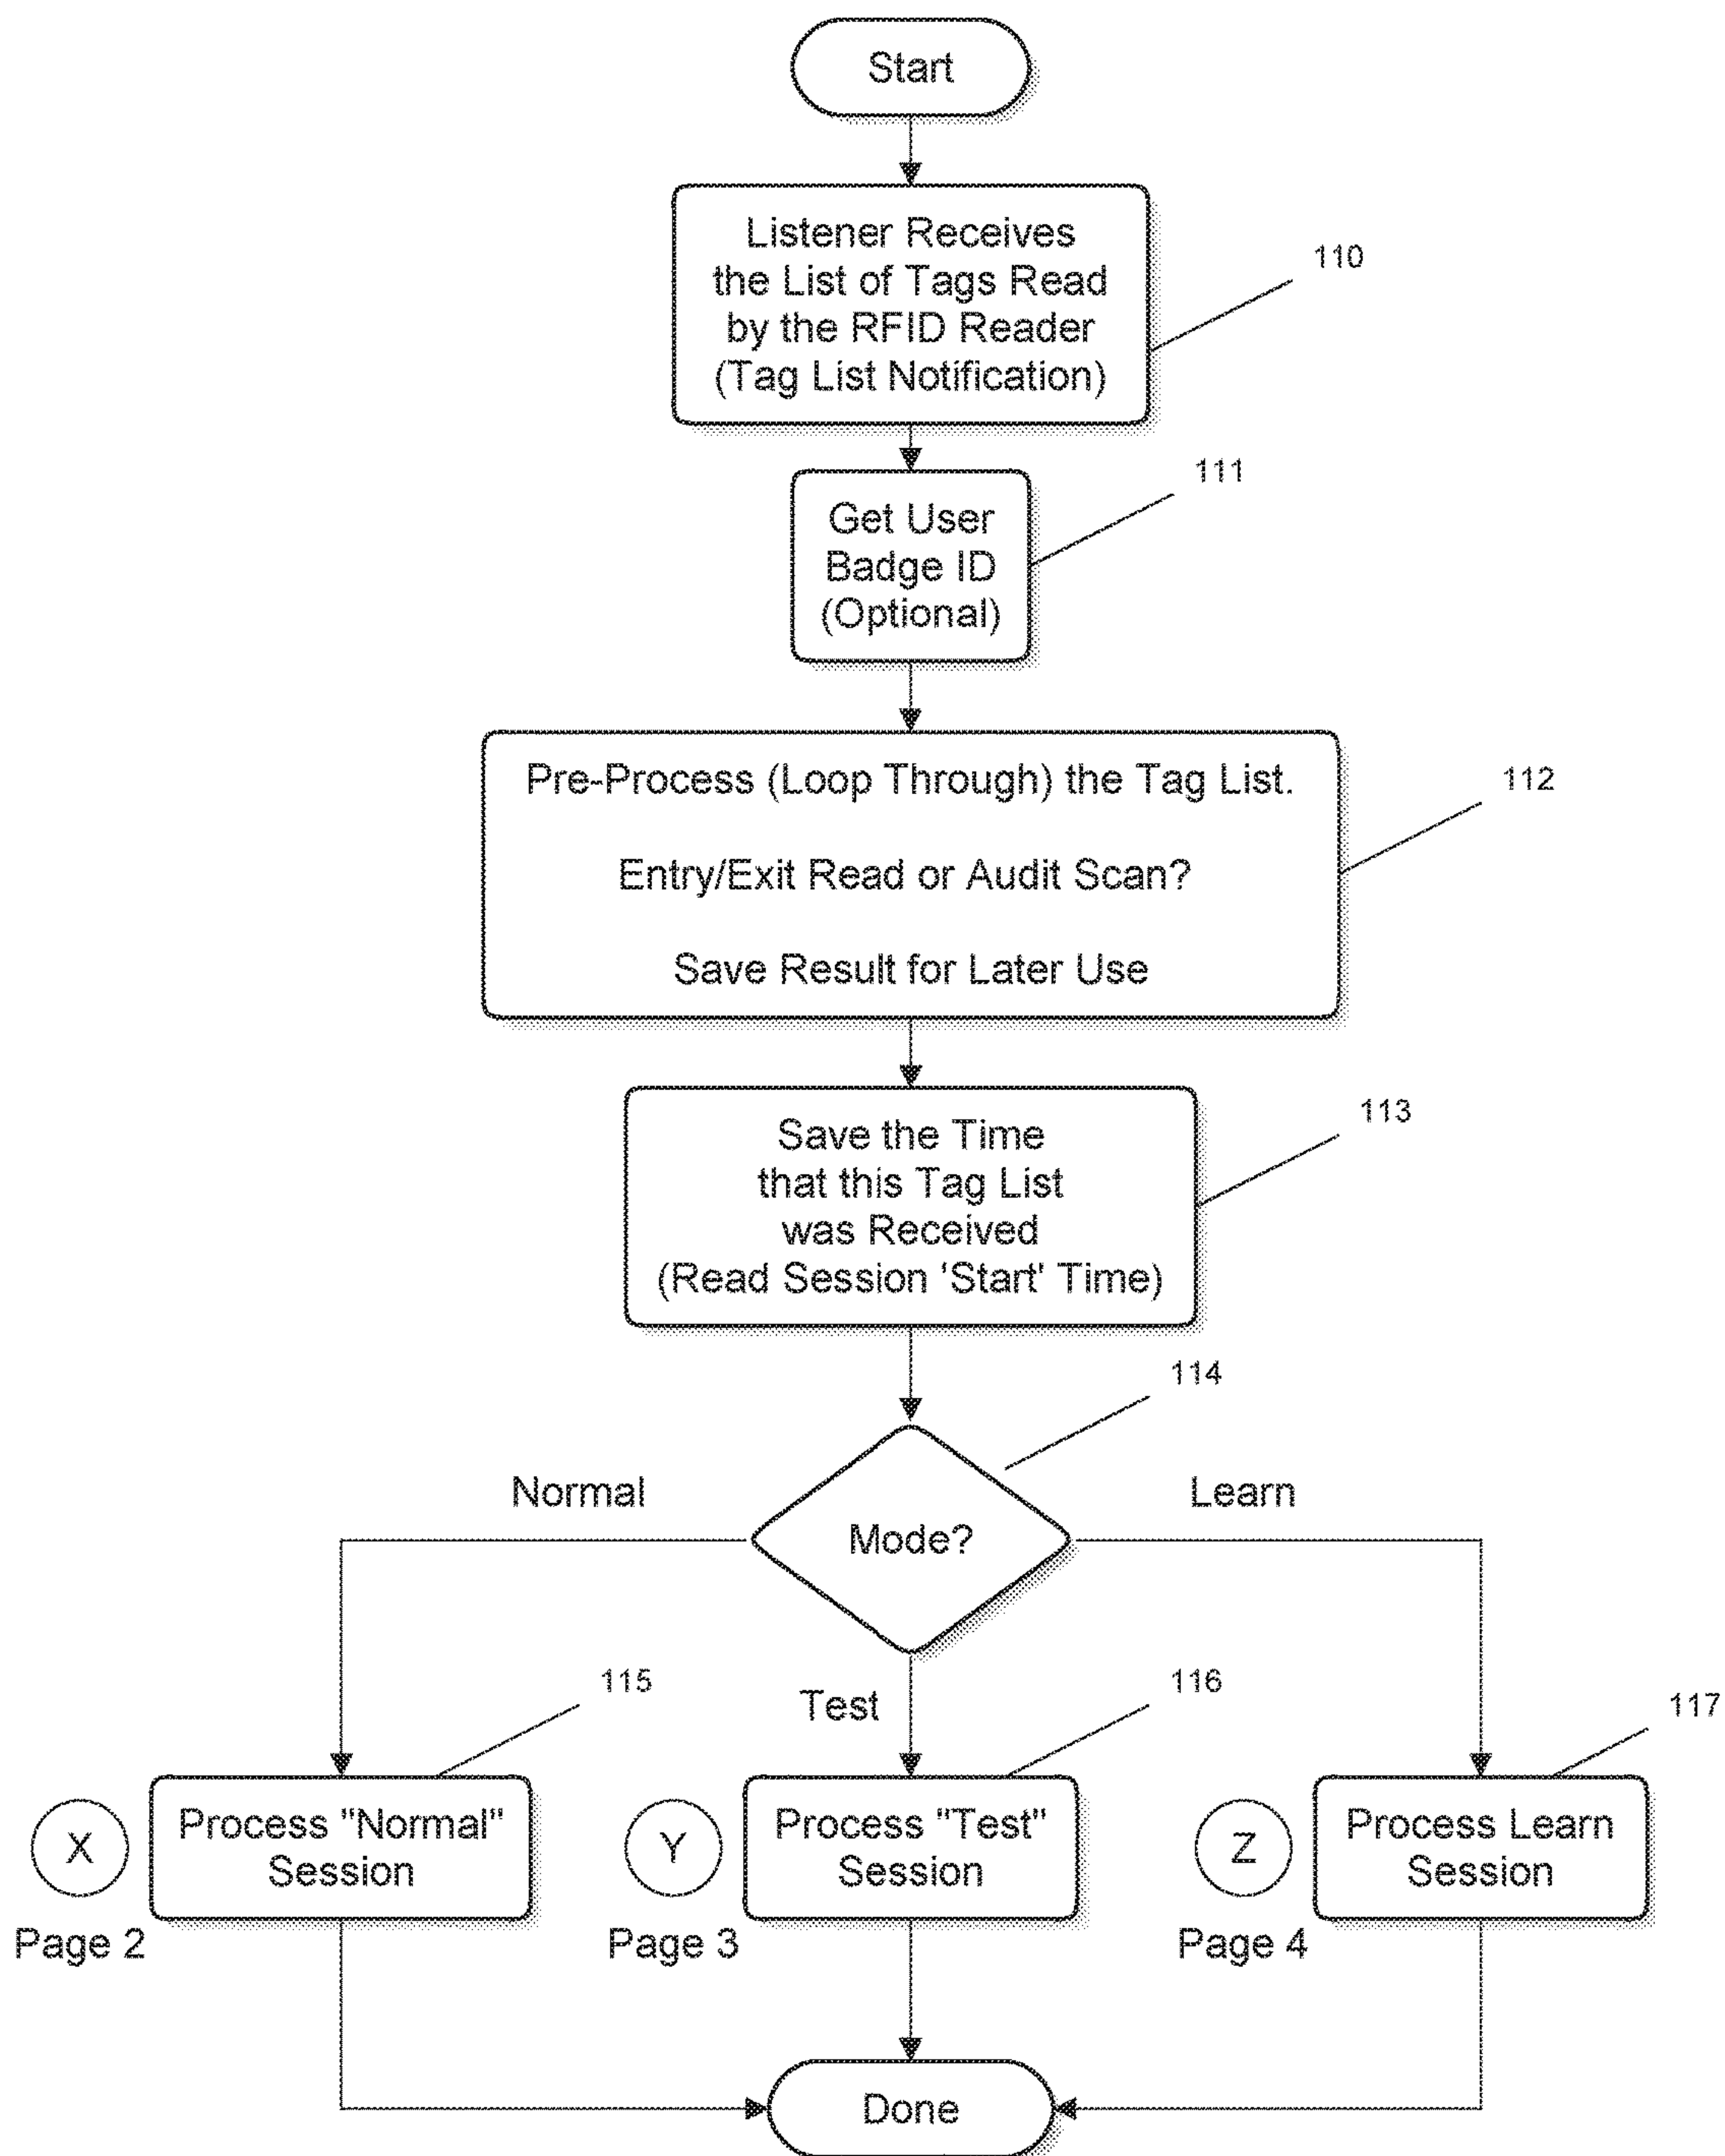 Start
Listener Receives
the List of Tags Read
by the RFID Reader
(Tag List Notification)
110
Get User
Badge ID
(Optional)
111
Pre-Process (Loop Through) the Tag List.
Entry/Exit Read or Audit Scan?
Save Result for Later Use
112
Save the Time
that this Tag List
was Received
(Read Session 'Start' Time)
113
114
Normal
Mode?
Learn
115
Test
116
117
X
Process "Normal"
Session
Page 2
Y
Process "Test"
Session
Page 3
Z
Process Learn
Session
Page 4
Done